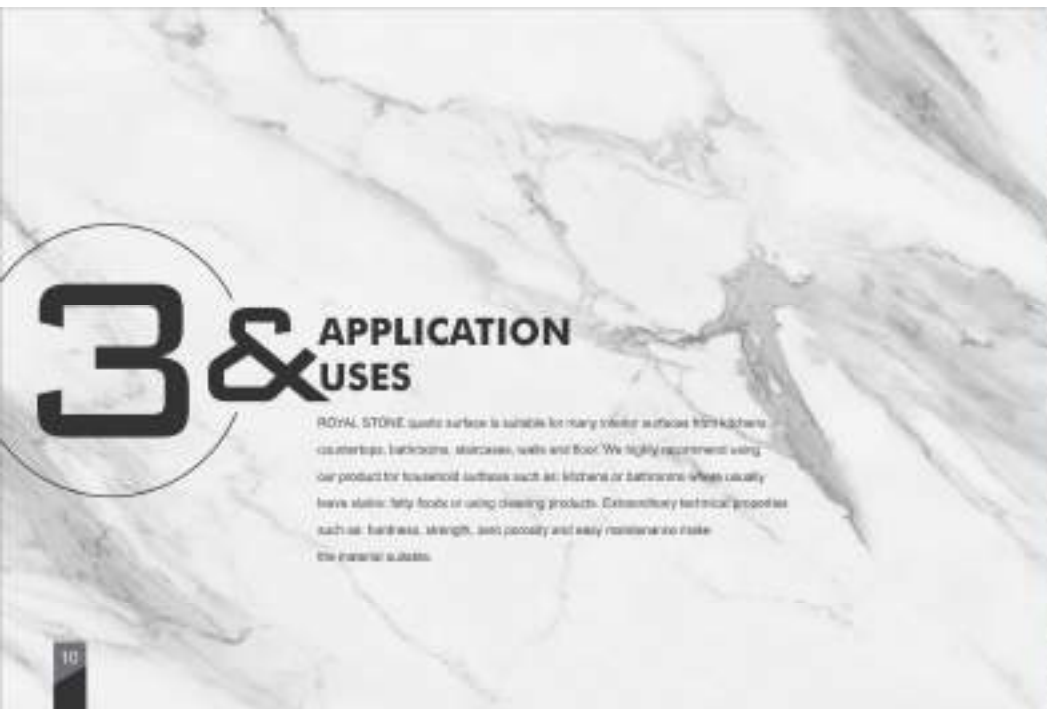 3
&
APPLICATION
USES
ROYAL STONE quartz surface is suitable for many interior surfaces from kitchens
countertops, bathrooms, staircases, walls and floor. We highly recommend using
our product for household surfaces such as: kitchens or bathrooms where usually
leave stains: fatty foods or using cleaning products. Extraordinary technical properties
such as: hardness, strength, zero porosity and easy maintenance make
the material suitable.
10